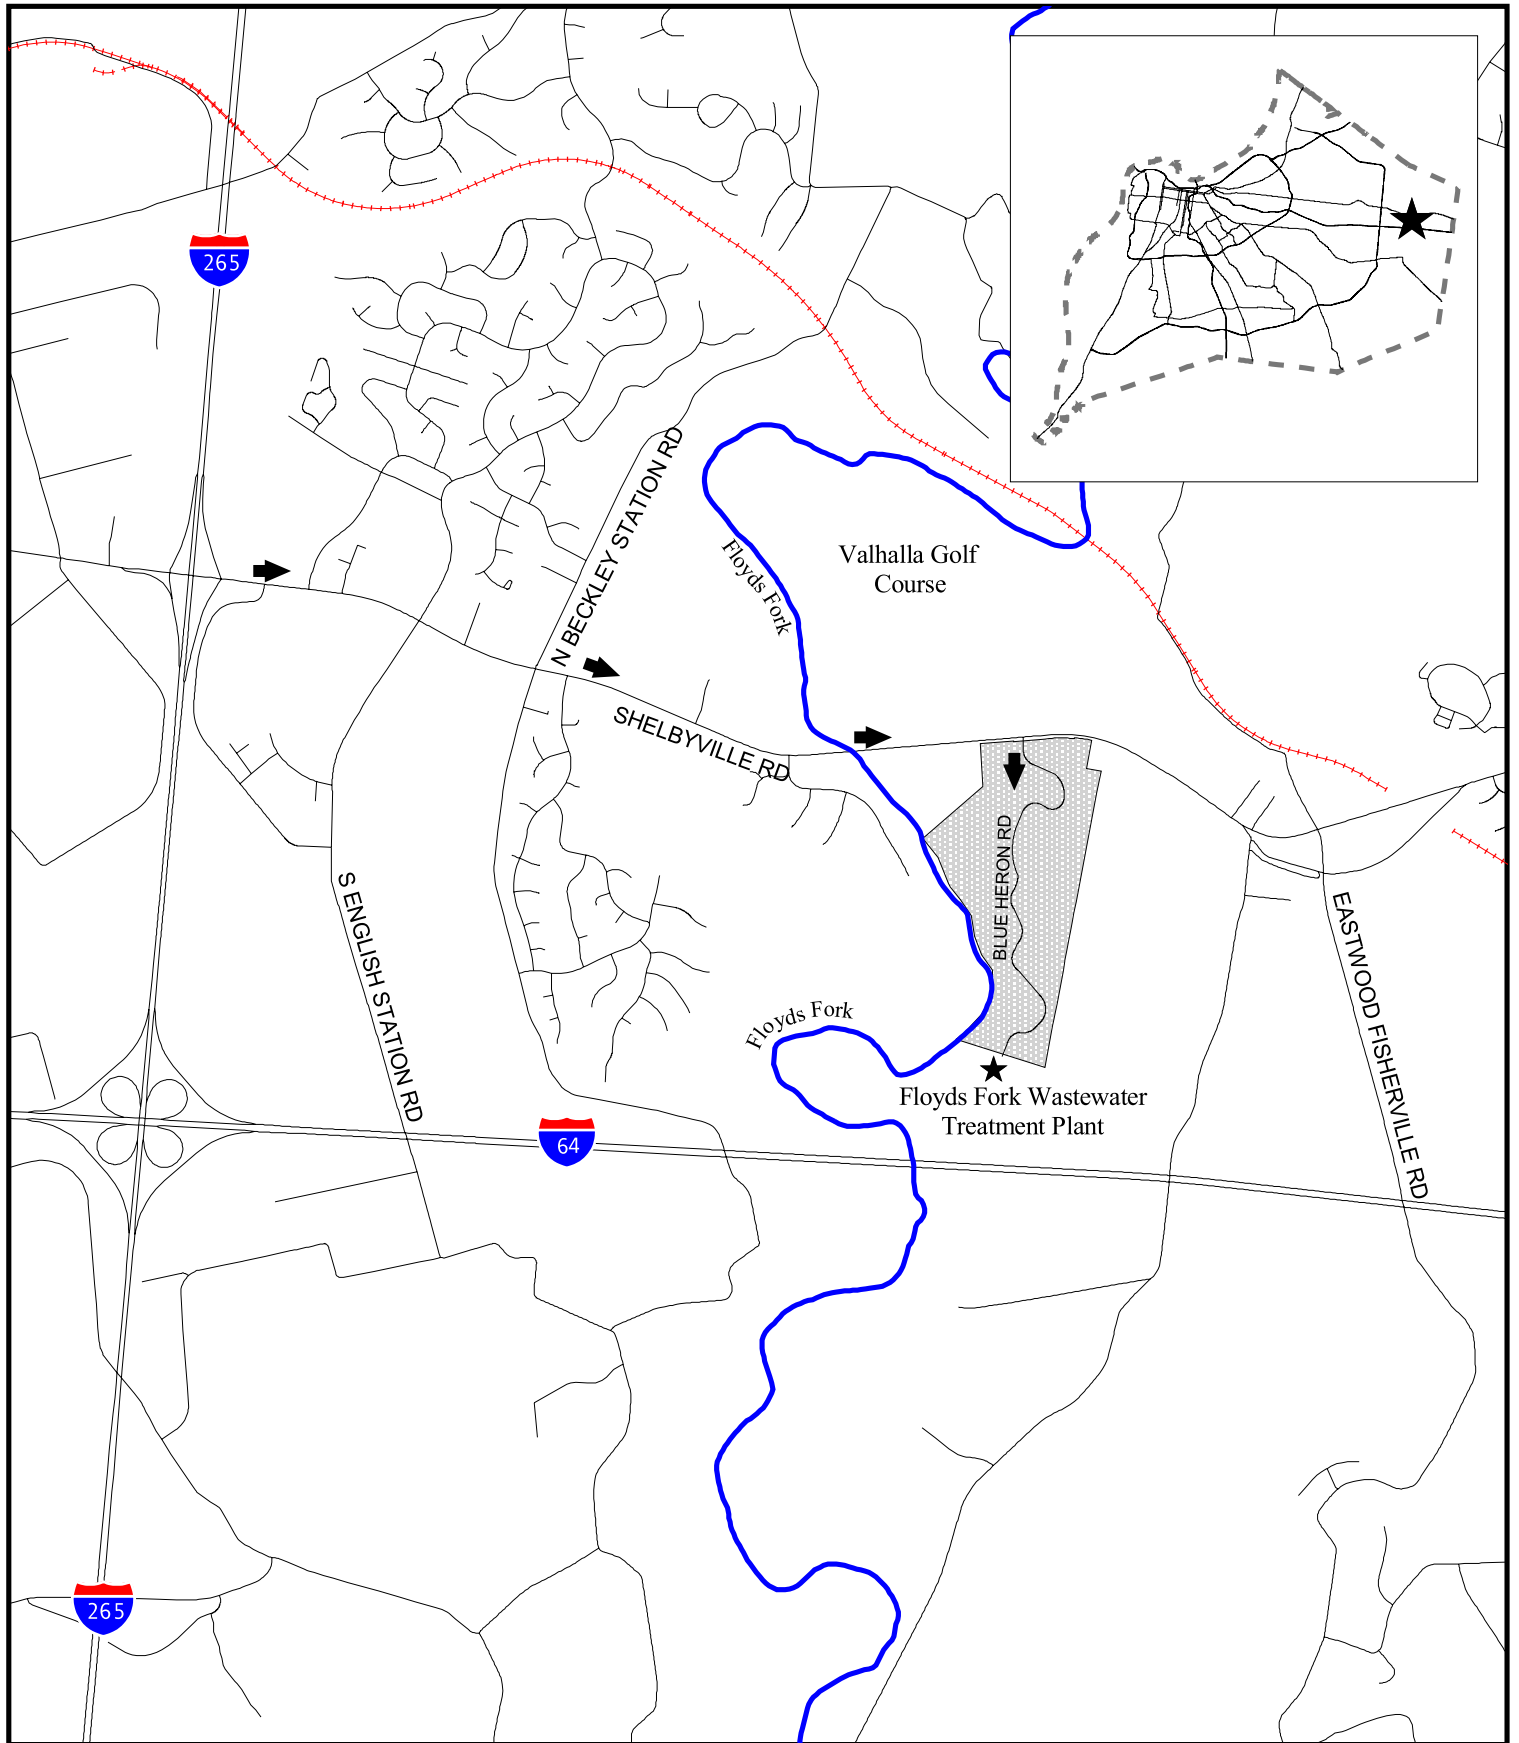 265
N BECKLEY STATION RD
Floyds Fork
Valhalla Golf
Course
SHELBYVILLE RD
BLUE HERON RD
S ENGLISH STATION RD
EASTWOOD FISHERVILLE RD
Floyds Fork
Floyds Fork Wastewater
Treatment Plant
64
265